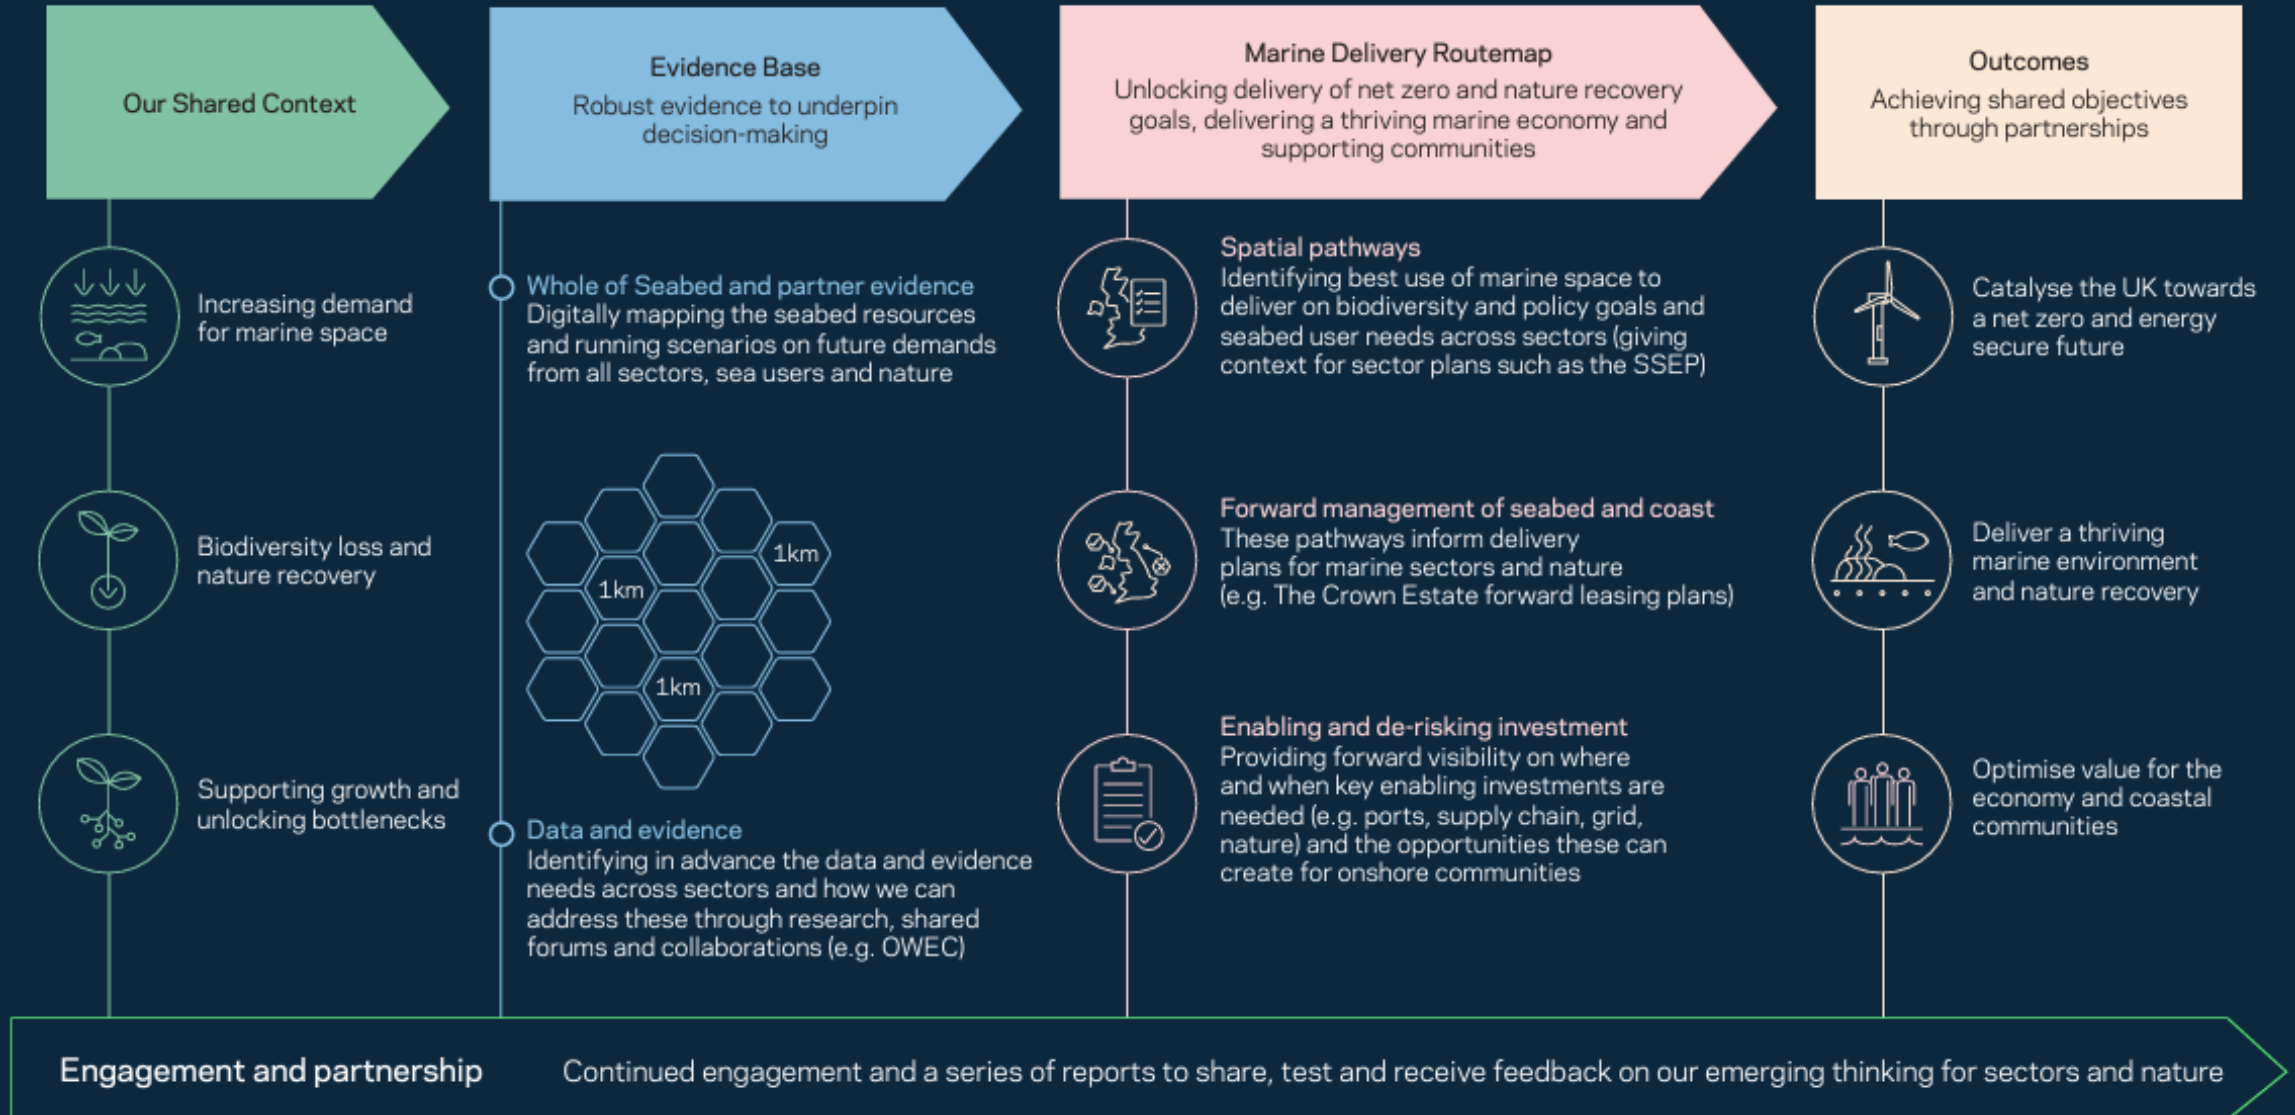 Our Shared Context
Increasing demand
for marine space
Biodiversity loss and
nature recovery
Supporting growth and
unlocking bottlenecks
Evidence Base
Robust evidence to underpin
decision-making
Whole of Seabed and partner evidence
Digitally mapping the seabed resources
and running scenarios on future demands
from all sectors, sea users and nature
1km
1km
1km
Data and evidence
Identifying in advance the data and evidence
needs across sectors and how we can
address these through research, shared
forums and collaborations (e.g. OWEC)
Marine Delivery Routemap
Unlocking delivery of net zero and nature recovery
goals, delivering a thriving marine economy and
supporting communities
Spatial pathways
Identifying best use of marine space to
deliver on biodiversity and policy goals and
seabed user needs across sectors (giving
context for sector plans such as the SSEP)
Forward management of seabed and coast
These pathways inform delivery
plans for marine sectors and nature
(e.g. The Crown Estate forward leasing plans)
Enabling and de-risking investment
Providing forward visibility on where
and when key enabling investments are
needed (e.g. ports, supply chain, grid,
nature) and the opportunities these can
create for onshore communities
Outcomes
Achieving shared objectives
through partnerships
Catalyse the UK towards
a net zero and energy
secure future
Deliver a thriving
marine environment
and nature recovery
Optimise value for the
economy and coastal
communities
Engagement and partnership
Continued engagement and a series of reports to share, test and receive feedback on our emerging thinking for sectors and nature